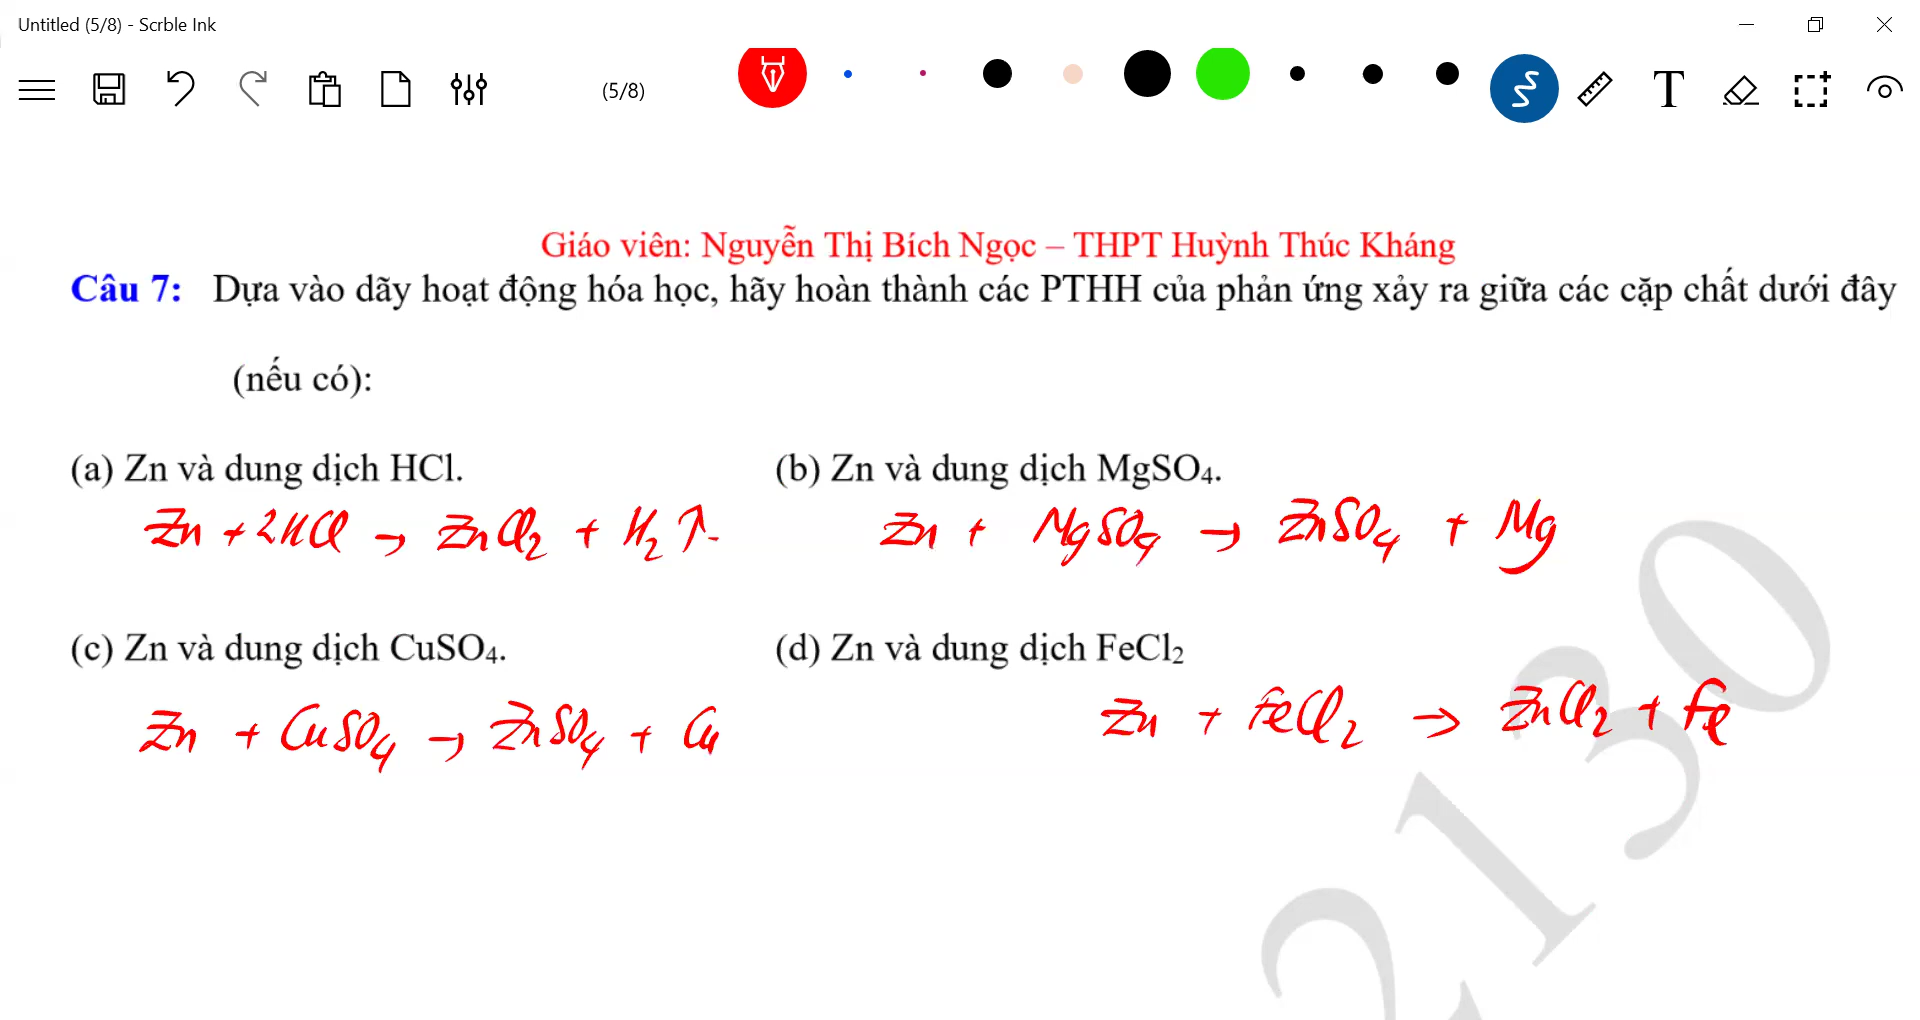 Untitled (5/8) - Scrble Ink
(5/8)
T
Giáo viên: Nguyễn Thị Bích Ngọc – THPT Huỳnh Thúc Kháng
Câu 7: Dựa vào dãy hoạt động hóa học, hãy hoàn thành các PTHH của phản ứng xảy ra giữa các cặp chất dưới đây
(nếu có):
(a) Zn và dung dịch HCl. (b) Zn và dung dịch MgSO₄.
Zn + 2HCl → ZnCl₂ + H₂ ↑. Zn + MgSO₄ → ZnSO₄ + Mg
(c) Zn và dung dịch CuSO₄. (d) Zn và dung dịch FeCl₂
Zn + CuSO₄ → ZnSO₄ + Cu Zn + FeCl₂ → ZnCl₂ + Fe
2130